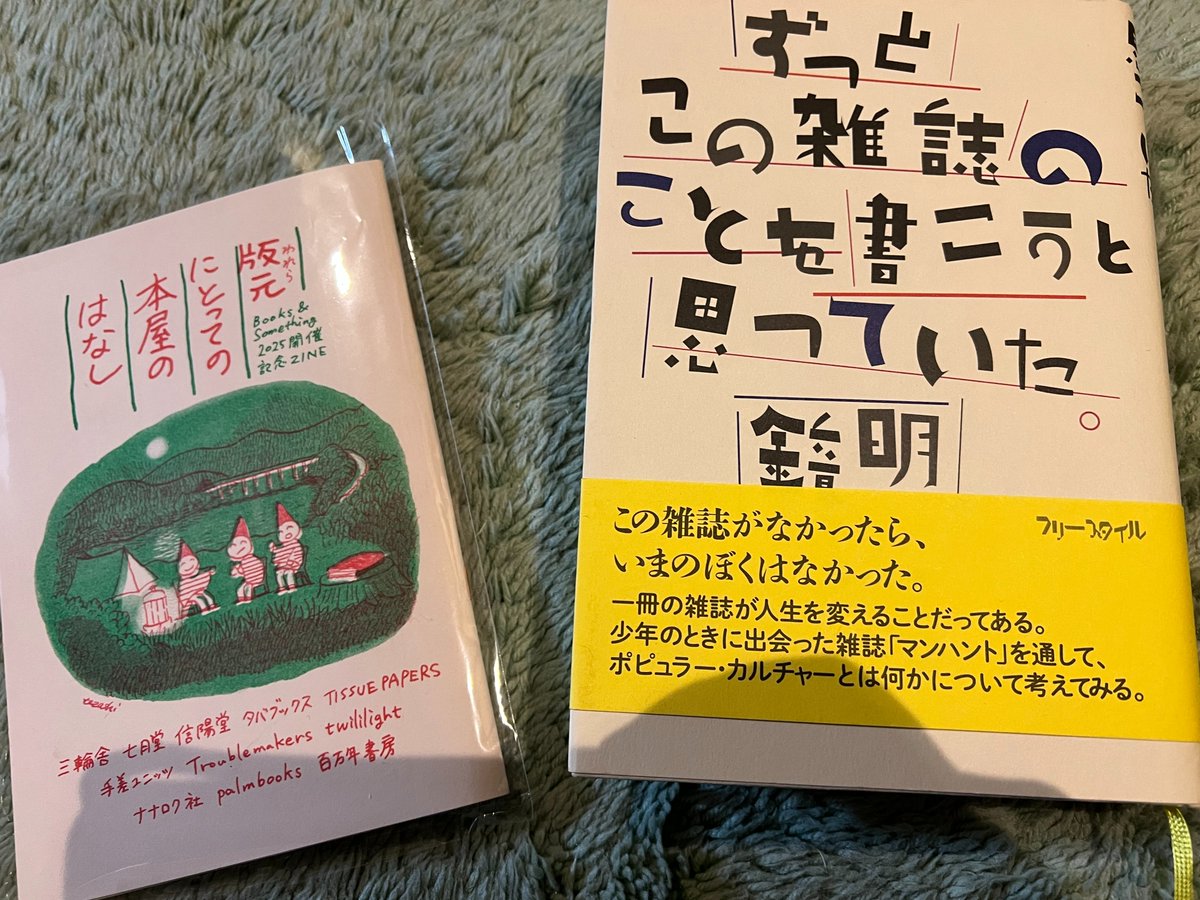 版元
われら
にとっての
本屋の
はなし
Books &
Something
2025開催
記念ZINE
三輪舎 七月堂 信陽堂 タバブックス TISSUE PAPERS
手差ユニッツ Troublemakers twililight
ナナロク社 palmbooks 百万年書房
ずっと
この雑誌の
ことを書こうと
思っていた。
鏡明
この雑誌がなかったら、
いまのぼくはなかった。
フリースタイル
一冊の雑誌が人生を変えることだってある。
少年のときに出会った雑誌「マンハント」を通して、
ポピュラー・カルチャーとは何かについて考えてみる。